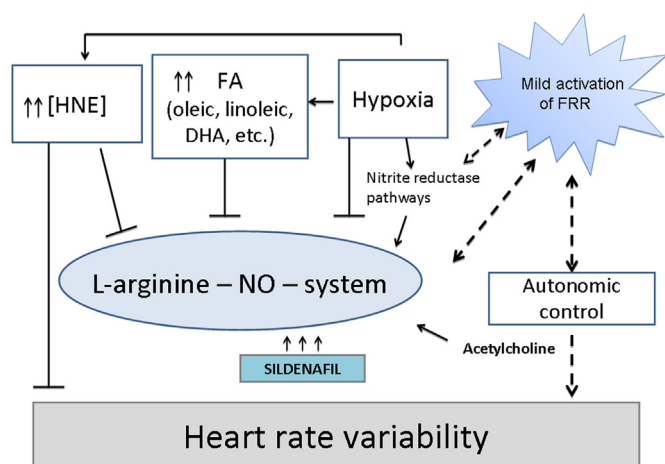 ↑↑ [HNE]
↑↑ FA
(oleic, linoleic,
DHA, etc.)
Hypoxia
Mild activation
of FRR
Nitrite reductase
pathways
L-arginine – NO – system
Autonomic
control
↑ ↑ ↑
SILDENAFIL
Acetylcholine
Heart rate variability